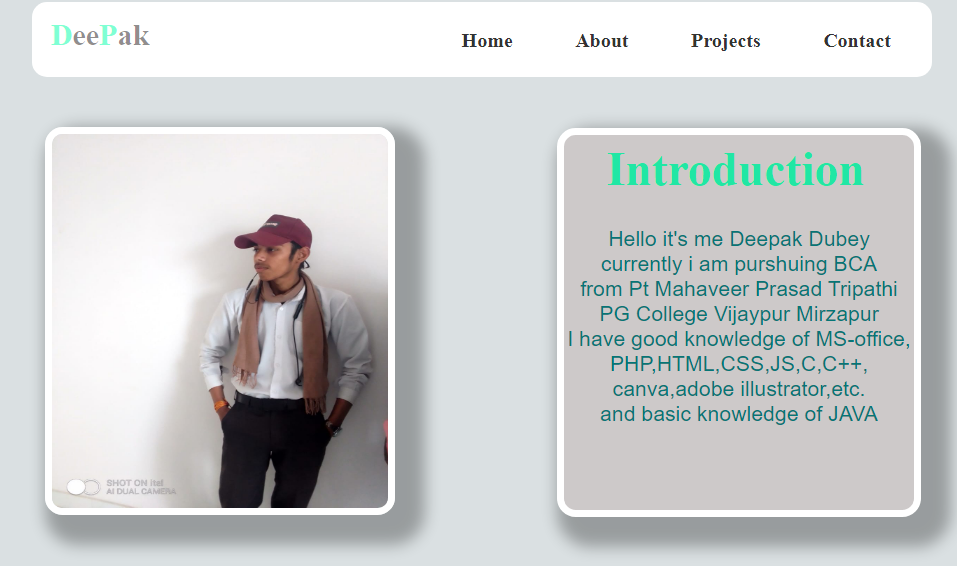 DeePak
Home About Projects Contact
SHOT ON itel
AI DUAL CAMERA
Introduction
Hello it's me Deepak Dubey
currently i am purshuing BCA
from Pt Mahaveer Prasad Tripathi
PG College Vijaypur Mirzapur
I have good knowledge of MS-office,
PHP,HTML,CSS,JS,C,C++,
canva,adobe illustrator,etc.
and basic knowledge of JAVA